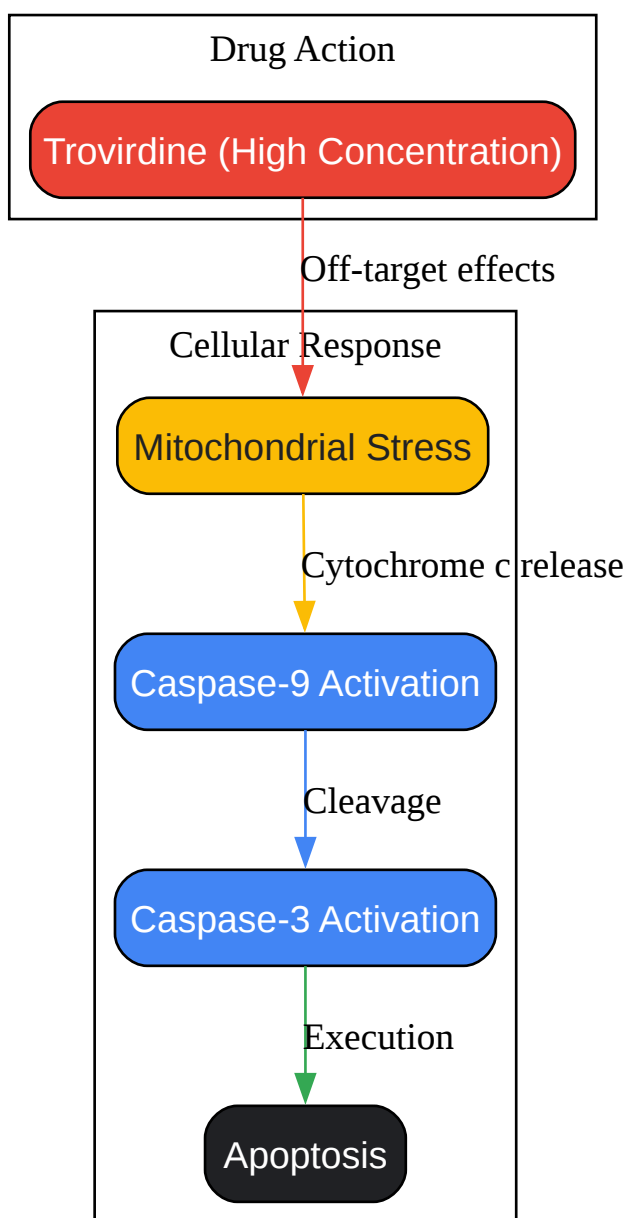 Drug Action
Trovirdine (High Concentration)
Off-target effects
Cellular Response
Mitochondrial Stress
Cytochrome c release
Caspase-9 Activation
Cleavage
Caspase-3 Activation
Execution
Apoptosis